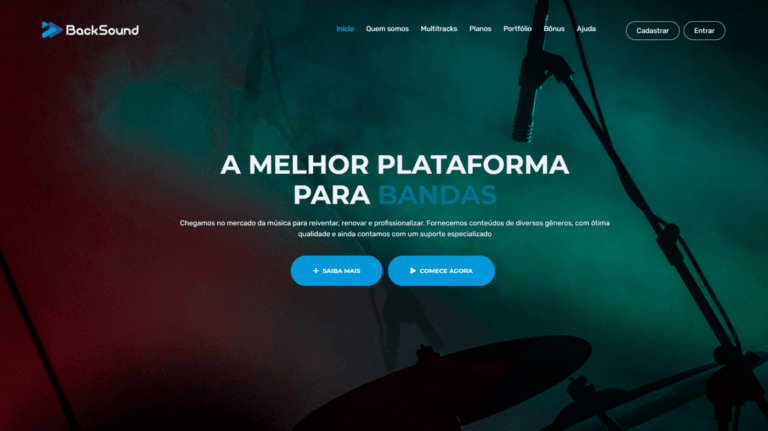 BackSound
Início Quem somos Multitracks Planos Portfólio Bônus Ajuda Cadastrar Entrar
A MELHOR PLATAFORMA
PARA BANDAS
Chegamos no mercado da música para reiventar, renovar e profissionalizar. Fornecemos conteúdos de diversos gêneros, com ótima
qualidade e ainda contamos com um suporte especializado
SAIBA MAIS COMECE AGORA